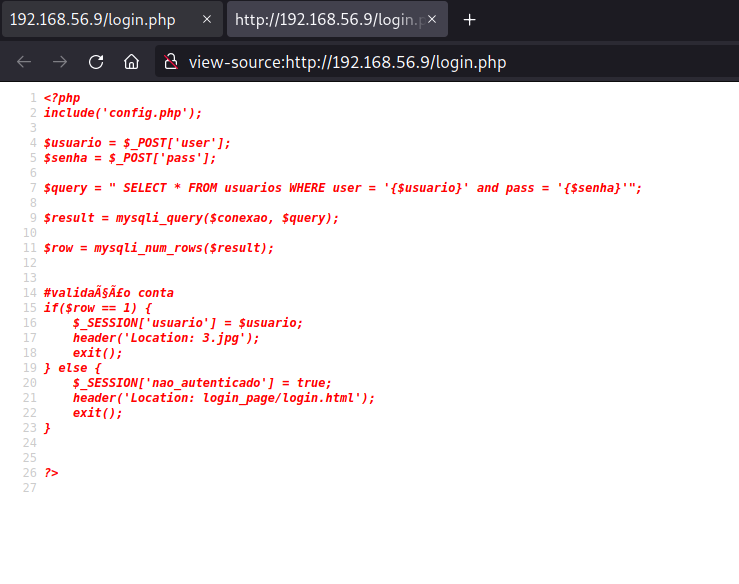 192.168.56.9/login.php
http://192.168.56.9/login.p
view-source:http://192.168.56.9/login.php
1 <?php
2 include('config.php');
3
4 $usuario = $_POST['user'];
5 $senha = $_POST['pass'];
6
7 $query = " SELECT * FROM usuarios WHERE user = '{$usuario}' and pass = '{$senha}'";
8
9 $result = mysqli_query($conexao, $query);
10
11 $row = mysqli_num_rows($result);
12
13
14 #validaÃ§Ã£o conta
15 if($row == 1) {
16     $_SESSION['usuario'] = $usuario;
17     header('Location: 3.jpg');
18     exit();
19 } else {
20     $_SESSION['nao_autenticado'] = true;
21     header('Location: login_page/login.html');
22     exit();
23 }
24
25
26 ?>
27